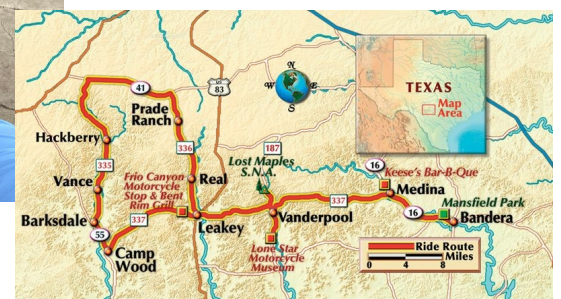 N
W E
S
83
41
TEXAS
Map
Area
Prade
Ranch
Hackberry
336
187
335
Lost Maples
S.N.A.
16
Keese's Bar-B-Que
Vance
Frio Canyon
Motorcycle
Stop & Bent
Rim Grill
Real
Medina
337
Mansfield Park
Barksdale
337
Leakey
Vanderpool
16
Bandera
55
Camp
Wood
Lone Star
Motorcycle
Museum
Ride Route
Miles
0 4 8